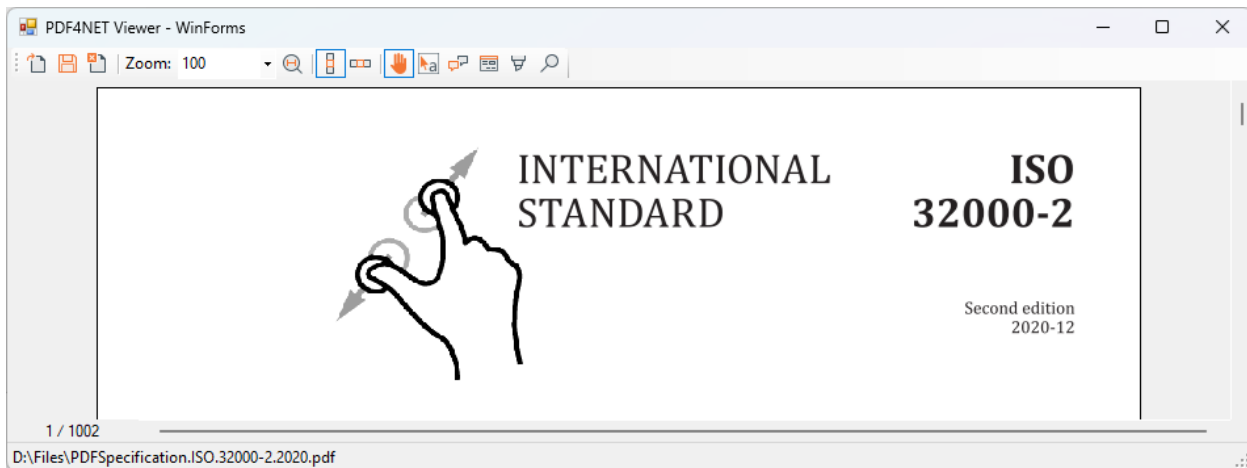 PDF4NET Viewer - WinForms
Zoom: 100
a
INTERNATIONAL
STANDARD
ISO
32000-2
Second edition
2020-12
1 / 1002
D:\Files\PDFSpecification.ISO.32000-2.2020.pdf